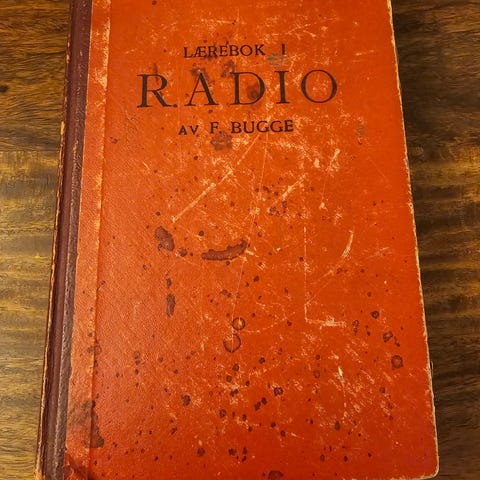 LÆREBOK I
RADIO
AV F. BUGGE